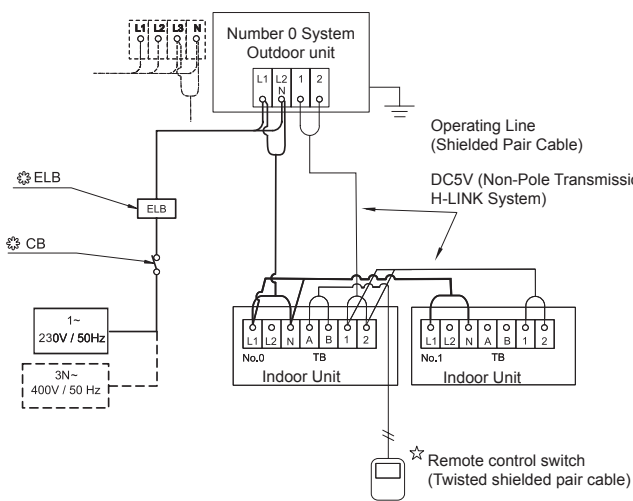 L1 L2 L3 N
Number 0 System
Outdoor unit
L1 L2 1 2
N
Operating Line
(Shielded Pair Cable)
DC5V (Non-Pole Transmissio
H-LINK System)
ELB
ELB
CB
1~
230V / 50Hz
3N~
400V / 50 Hz
L1 L2 N A B 1 2
No.0 TB
Indoor Unit
L1 L2 N A B 1 2
No.1 TB
Indoor Unit
Remote control switch
(Twisted shielded pair cable)